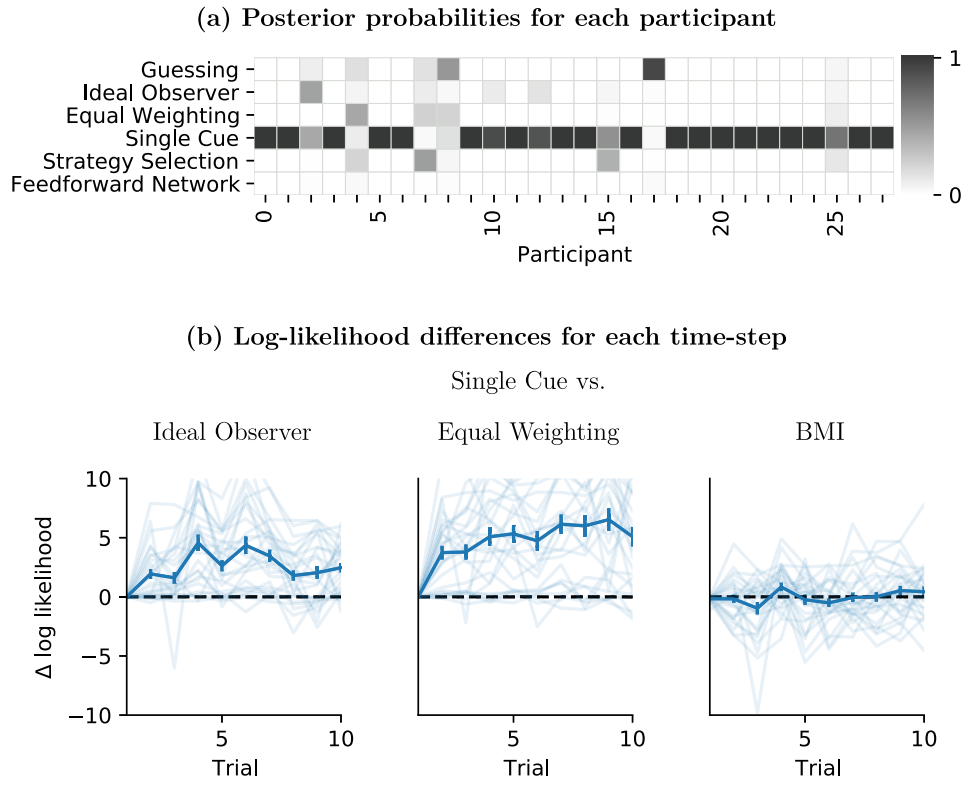 (a) Posterior probabilities for each participant
Guessing
Ideal Observer
Equal Weighting
Single Cue
Strategy Selection
Feedforward Network
1
0
0 5 10 15 20 25
Participant
(b) Log-likelihood differences for each time-step
Single Cue vs.
Ideal Observer Equal Weighting BMI
10
5
0
−5
−10
Δ log likelihood
5 10 5 10 5 10
Trial Trial Trial